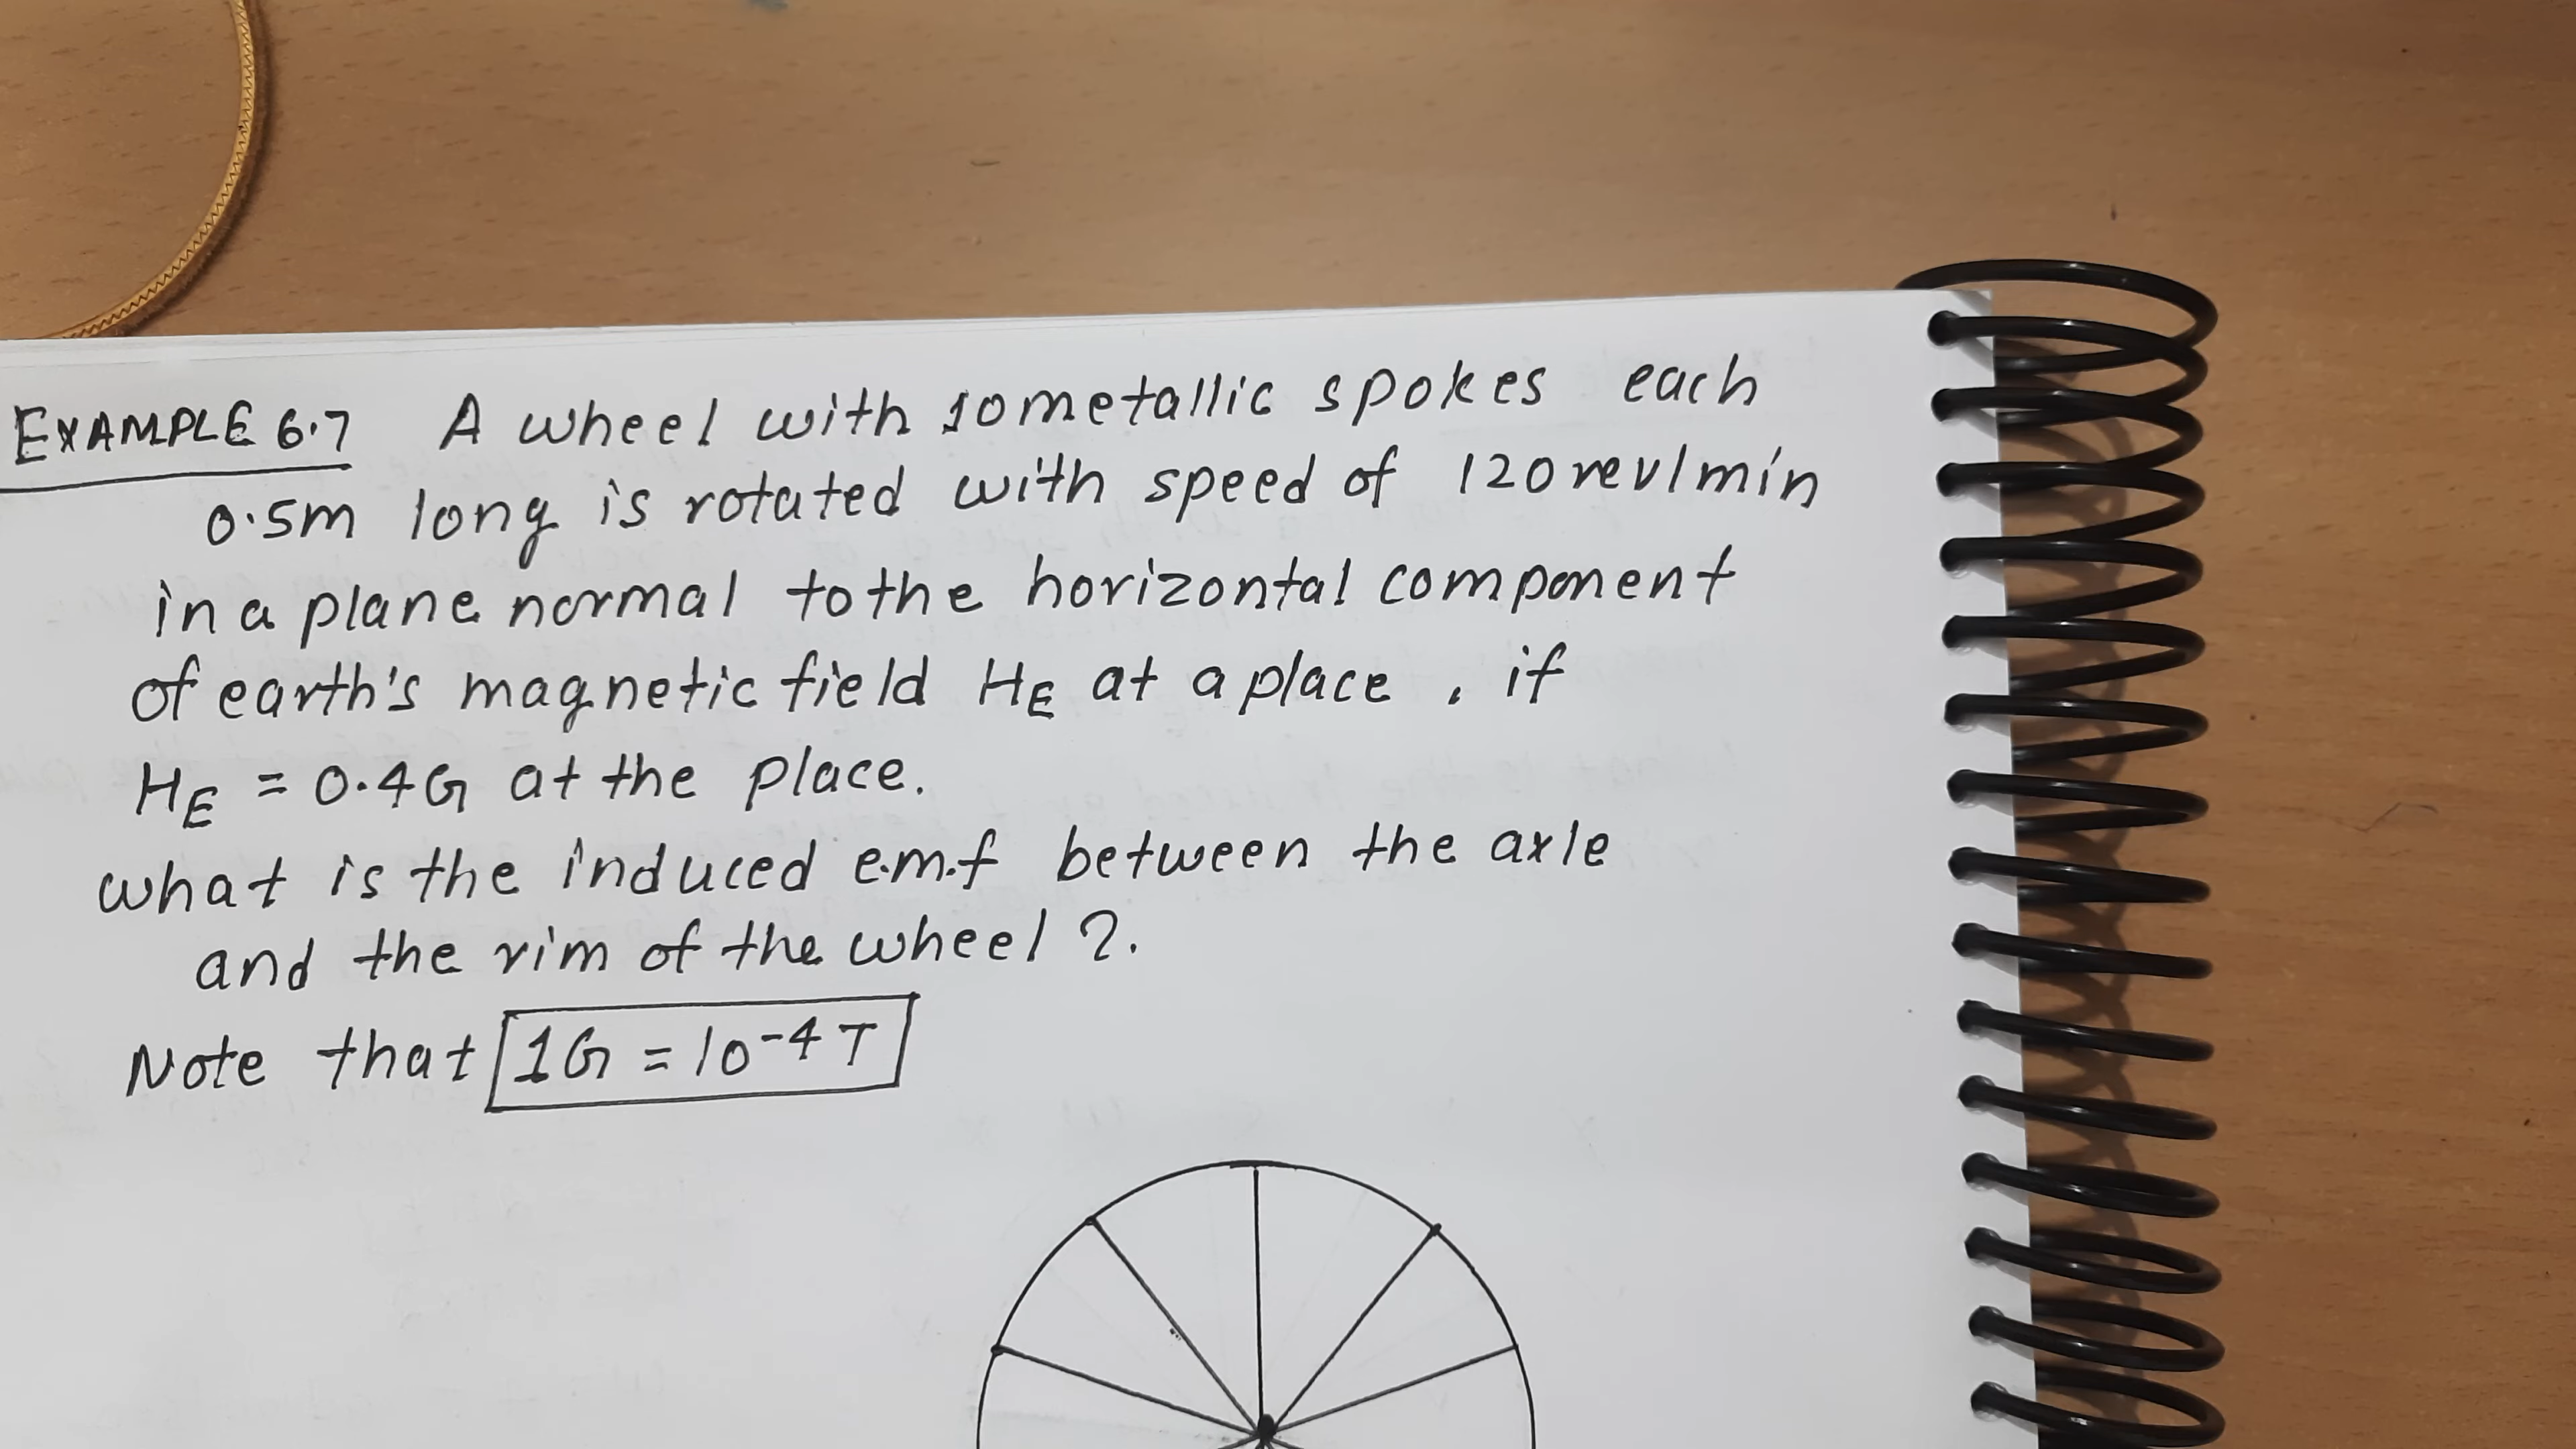 EXAMPLE 6.7 A wheel with 10 metallic spokes each
0.5m long is rotated with speed of 120 rev/min
in a plane normal to the horizontal component
of earth's magnetic field HE at a place . if
HE = 0.4G at the place.
what is the induced e.m.f between the axle
and the rim of the wheel ?.
Note that 1G = 10⁻⁴ T